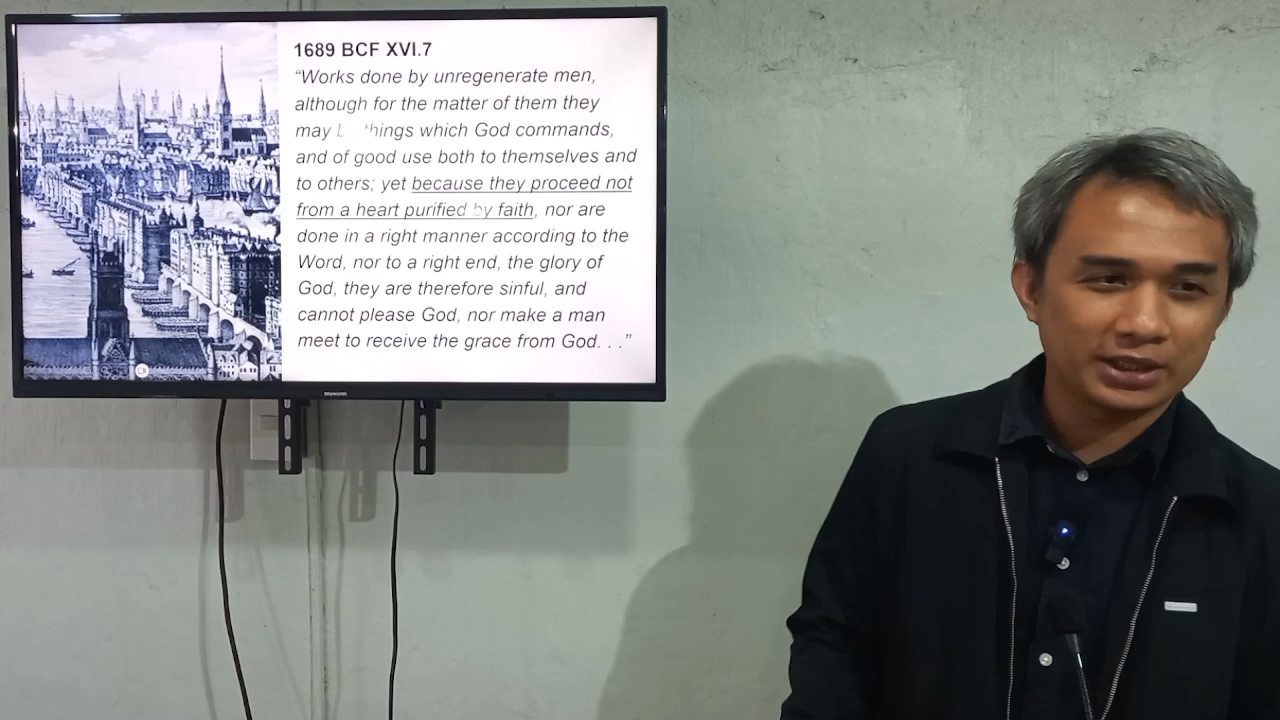 1689 BCF XVI.7
“Works done by unregenerate men,
although for the matter of them they
may things which God commands,
and of good use both to themselves and
to others; yet because they proceed not
from a heart purified by faith, nor are
done in a right manner according to the
Word, nor to a right end, the glory of
God, they are therefore sinful, and
cannot please God, nor make a man
meet to receive the grace from God. . .”
Skyworth